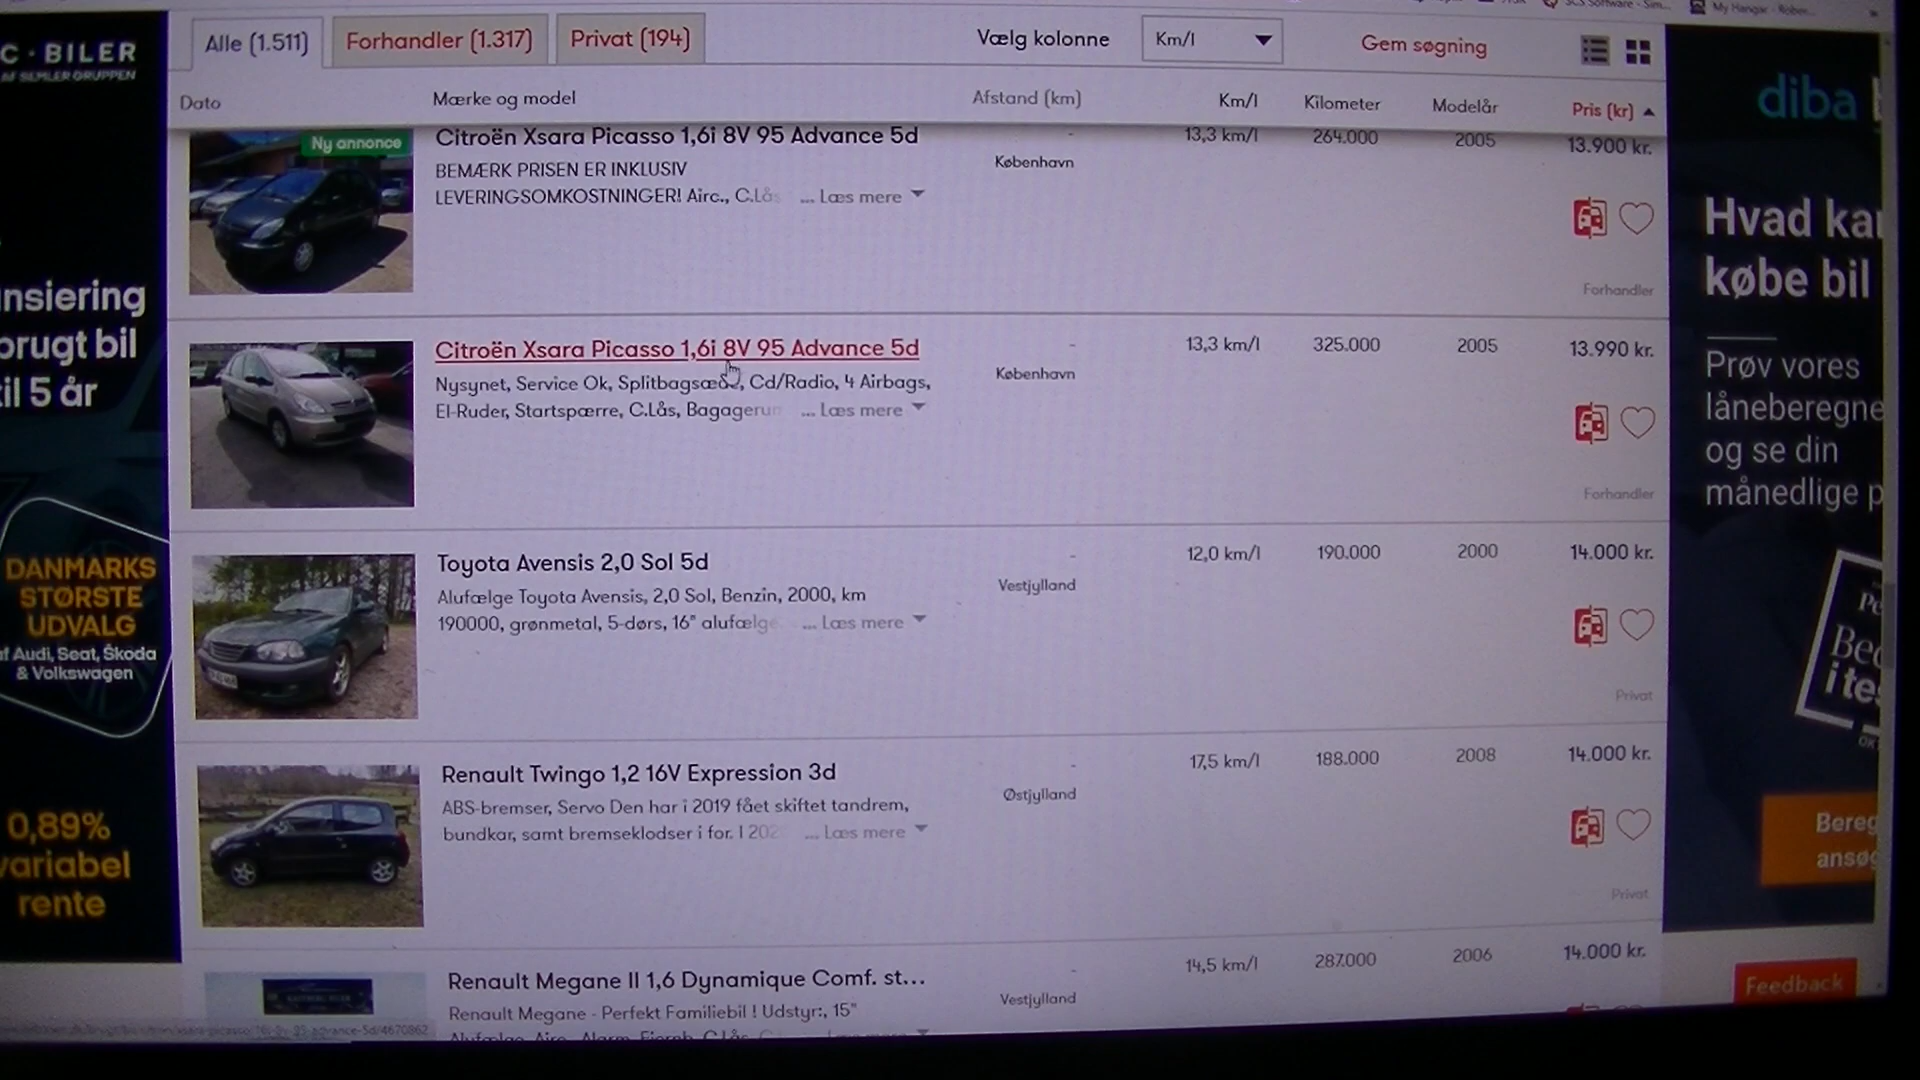 C · BILER
AF SEMLER GRUPPEN
nsiering
brugt bil
til 5 år
DANMARKS
STØRSTE
UDVALG
af Audi, Seat, Škoda
& Volkswagen
0,89%
variabel
rente
Alle (1.511)
Forhandler (1.317)
Privat (194)
Vælg kolonne
Km/l
Gem søgning
Dato
Mærke og model
Afstand (km)
Km/l
Kilometer
Modelår
Pris (kr)
Ny annonce
Citroën Xsara Picasso 1,6i 8V 95 Advance 5d
BEMÆRK PRISEN ER INKLUSIV
LEVERINGSOMKOSTNINGER! Airc., C.Lås ... Læs mere
-
København
13,3 km/l
264.000
2005
13.900 kr.
Forhandler
Citroën Xsara Picasso 1,6i 8V 95 Advance 5d
Nysynet, Service Ok, Splitbagsæde, Cd/Radio, 4 Airbags,
El-Ruder, Startspærre, C.Lås, Bagagerum ... Læs mere
-
København
13,3 km/l
325.000
2005
13.990 kr.
Forhandler
Toyota Avensis 2,0 Sol 5d
Alufælge Toyota Avensis, 2,0 Sol, Benzin, 2000, km
190000, grønmetal, 5-dørs, 16" alufælge ... Læs mere
-
Vestjylland
12,0 km/l
190.000
2000
14.000 kr.
Privat
Renault Twingo 1,2 16V Expression 3d
ABS-bremser, Servo Den har i 2019 fået skiftet tandrem,
bundkar, samt bremseklodser i for. I 202 ... Læs mere
-
Østjylland
17,5 km/l
188.000
2008
14.000 kr.
Privat
Renault Megane II 1,6 Dynamique Comf. st...
Renault Megane - Perfekt Familiebil ! Udstyr:, 15"
-
Vestjylland
14,5 km/l
287.000
2006
14.000 kr.
diba
Hvad kan
købe bil
Prøv vores
låneberegne
og se din
månedlige
Bereg
ansøg
Feedback
My Hangar